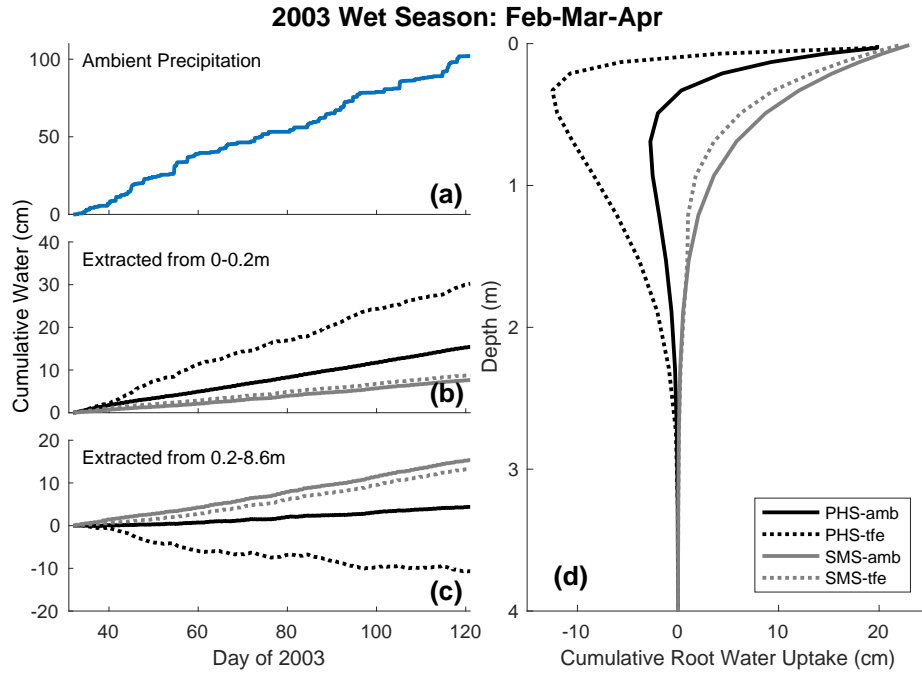 2003 Wet Season: Feb-Mar-Apr
Ambient Precipitation
100
50
0
(a)
Cumulative Water (cm)
Extracted from 0-0.2m
40
30
20
10
0
(b)
Extracted from 0.2-8.6m
20
10
0
-10
-20
(c)
40 60 80 100 120
Day of 2003
0
1
2
3
4
Depth (m)
PHS-amb
PHS-tfe
SMS-amb
SMS-tfe
(d)
-10 0 10 20
Cumulative Root Water Uptake (cm)